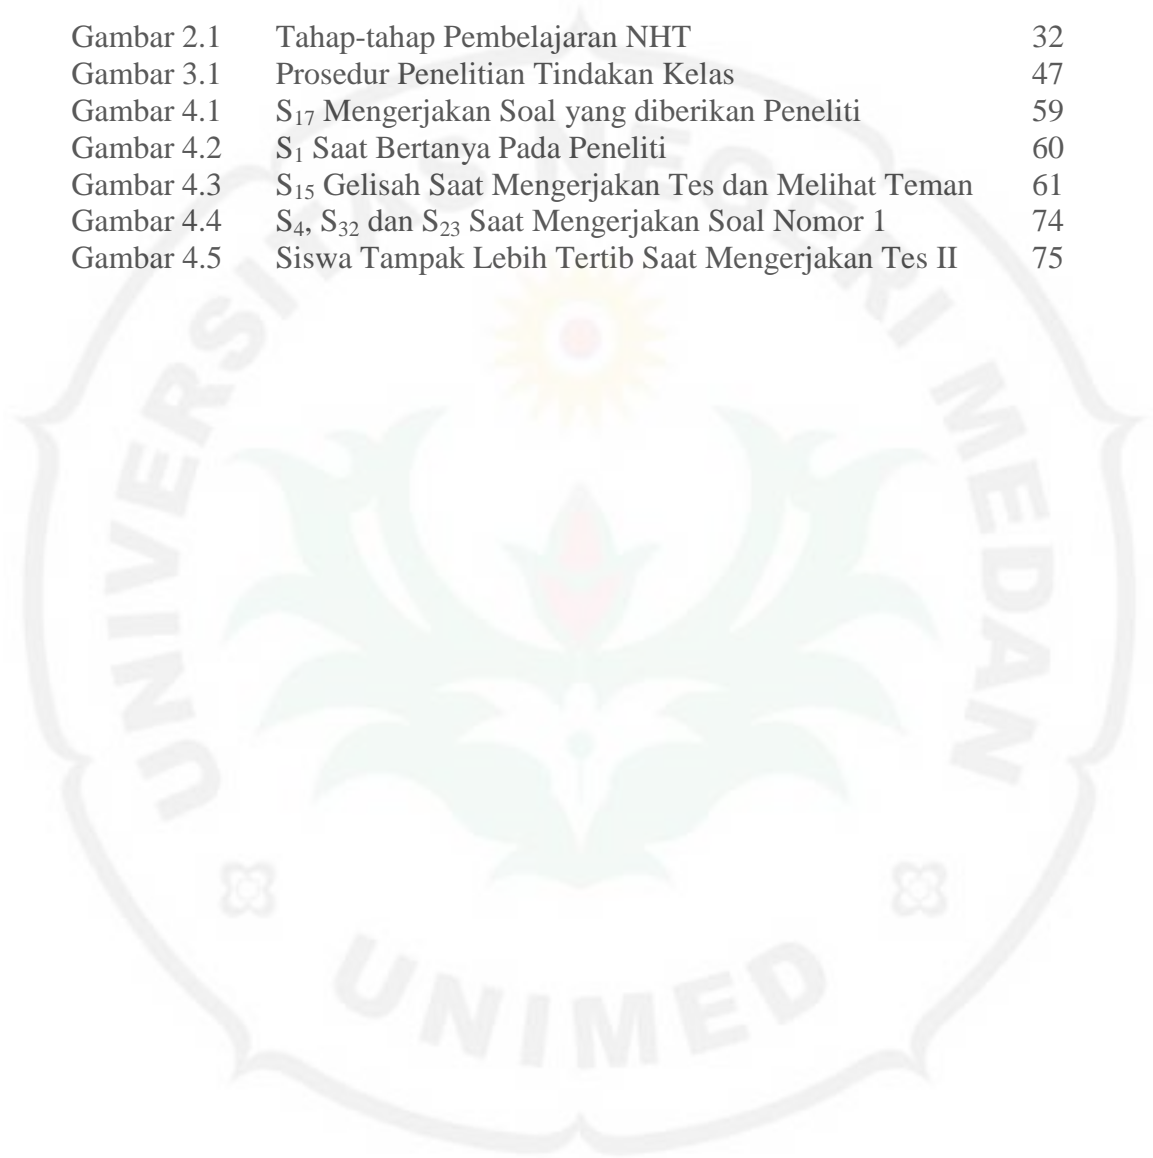 Gambar 2.1 Tahap-tahap Pembelajaran NHT 32
Gambar 3.1 Prosedur Penelitian Tindakan Kelas 47
Gambar 4.1 S₁₇ Mengerjakan Soal yang diberikan Peneliti 59
Gambar 4.2 S₁ Saat Bertanya Pada Peneliti 60
Gambar 4.3 S₁₅ Gelisah Saat Mengerjakan Tes dan Melihat Teman 61
Gambar 4.4 S₄, S₃₂ dan S₂₃ Saat Mengerjakan Soal Nomor 1 74
Gambar 4.5 Siswa Tampak Lebih Tertib Saat Mengerjakan Tes II 75
UNIVERSITAS NEGERI MEDAN
UNIMED